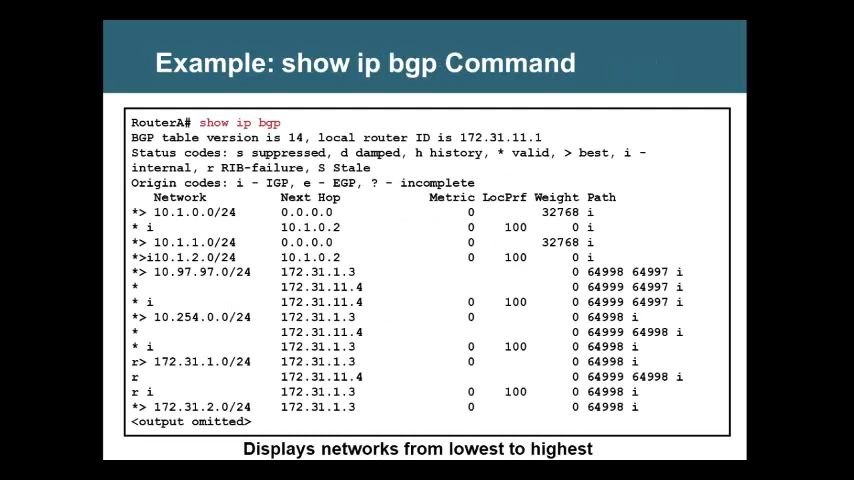 Example: show ip bgp Command
RouterA# show ip bgp
BGP table version is 14, local router ID is 172.31.11.1
Status codes: s suppressed, d damped, h history, * valid, > best, i -
internal, r RIB-failure, S Stale
Origin codes: i - IGP, e - EGP, ? - incomplete
Network Next Hop Metric LocPrf Weight Path
*> 10.1.0.0/24 0.0.0.0 0 32768 i
* i 10.1.0.2 0 100 0 i
*> 10.1.1.0/24 0.0.0.0 0 32768 i
*>i10.1.2.0/24 10.1.0.2 0 100 0 i
*> 10.97.97.0/24 172.31.1.3 0 64998 64997 i
* 172.31.11.4 0 64999 64997 i
* i 172.31.11.4 0 100 0 64999 64997 i
*> 10.254.0.0/24 172.31.1.3 0 0 64998 i
* 172.31.11.4 0 64999 64998 i
* i 172.31.1.3 0 100 0 64998 i
r> 172.31.1.0/24 172.31.1.3 0 0 64998 i
r 172.31.11.4 0 64999 64998 i
r i 172.31.1.3 0 100 0 64998 i
*> 172.31.2.0/24 172.31.1.3 0 0 64998 i
<output omitted>
Displays networks from lowest to highest